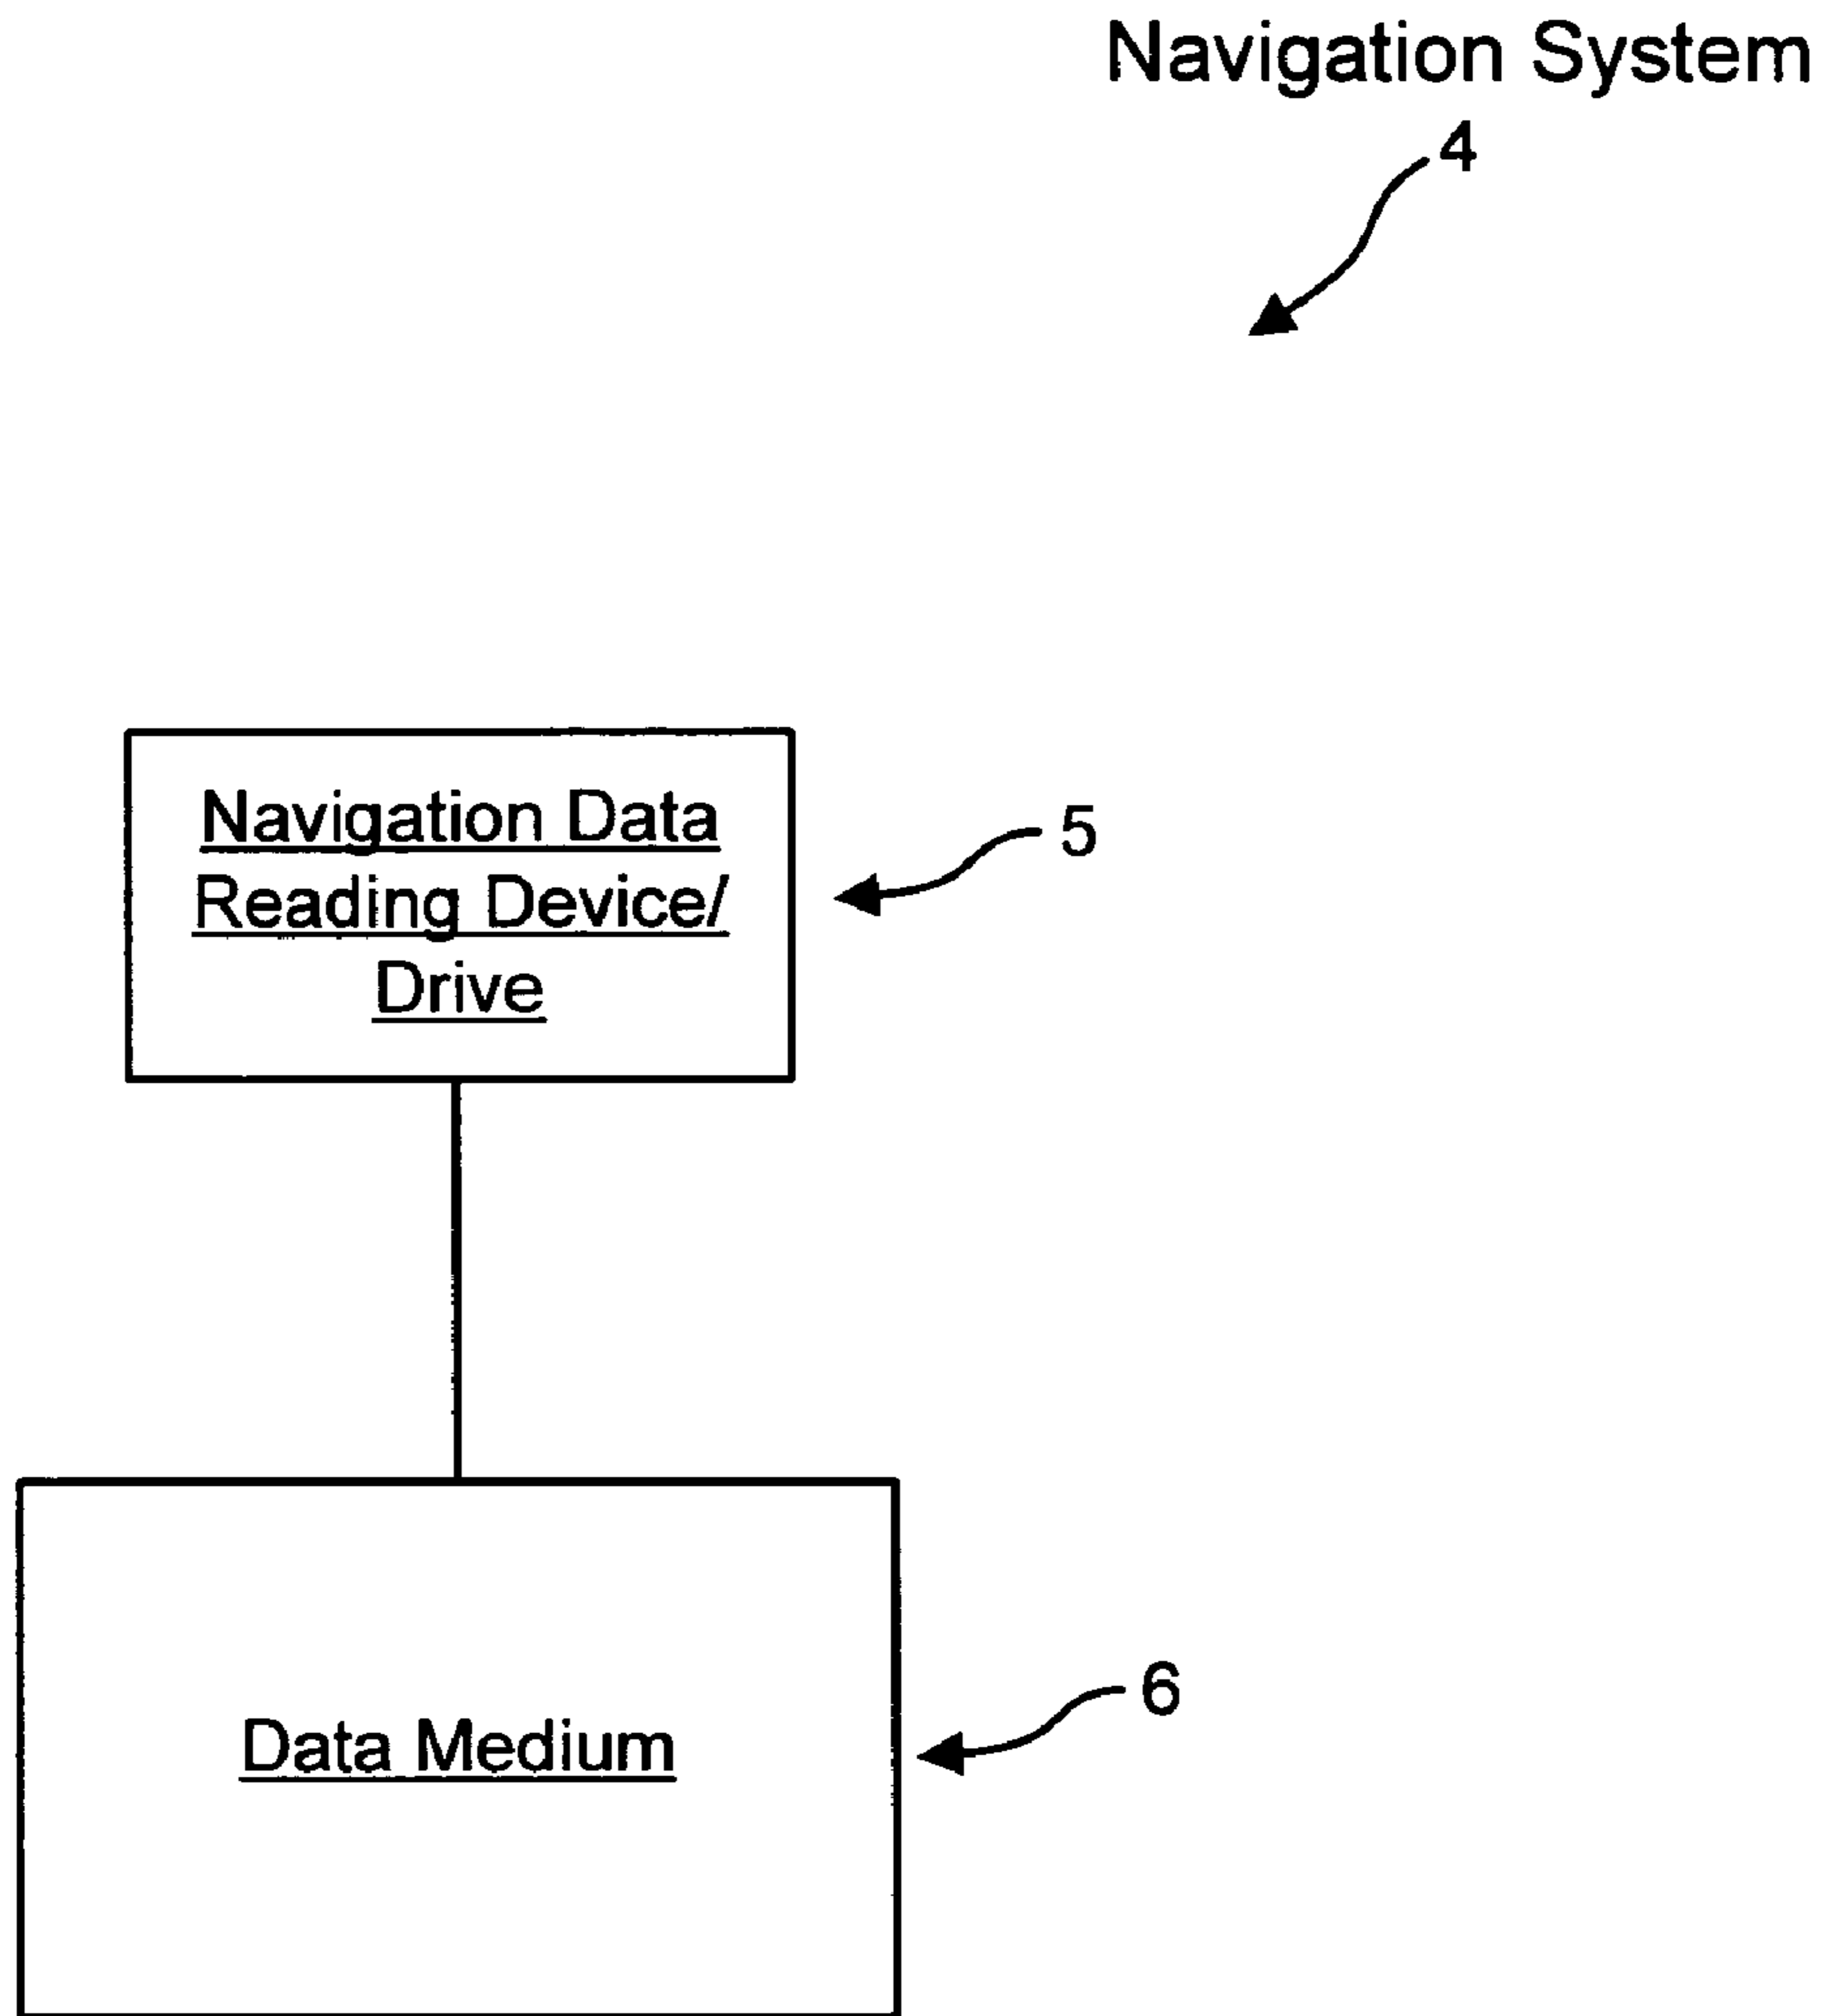 Navigation System
4
Navigation Data
Reading Device/
Drive
5
6
Data Medium